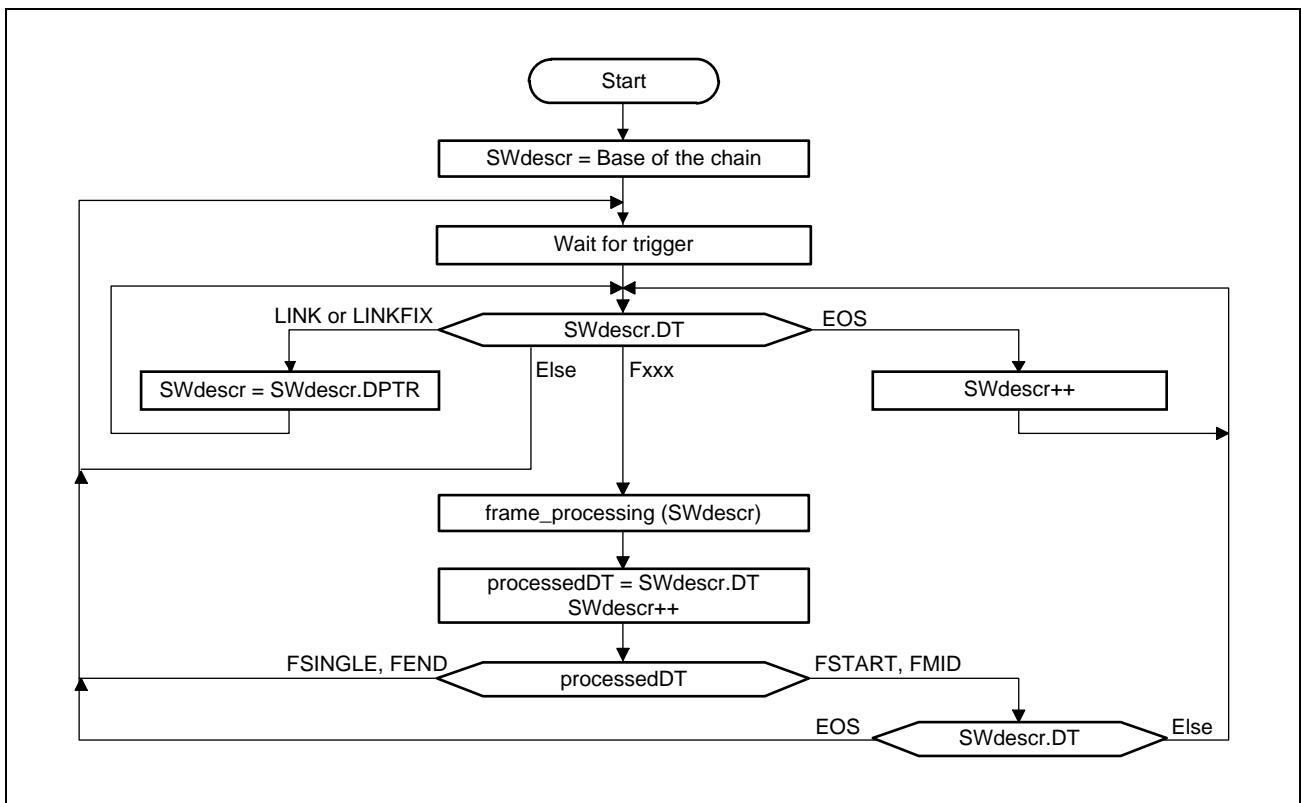 Start
SWdescr = Base of the chain
Wait for trigger
LINK or LINKFIX
SWdescr.DT
EOS
Else
Fxxx
SWdescr = SWdescr.DPTR
SWdescr++
frame_processing (SWdescr)
processedDT = SWdescr.DT
SWdescr++
FSINGLE, FEND
processedDT
FSTART, FMID
EOS
SWdescr.DT
Else